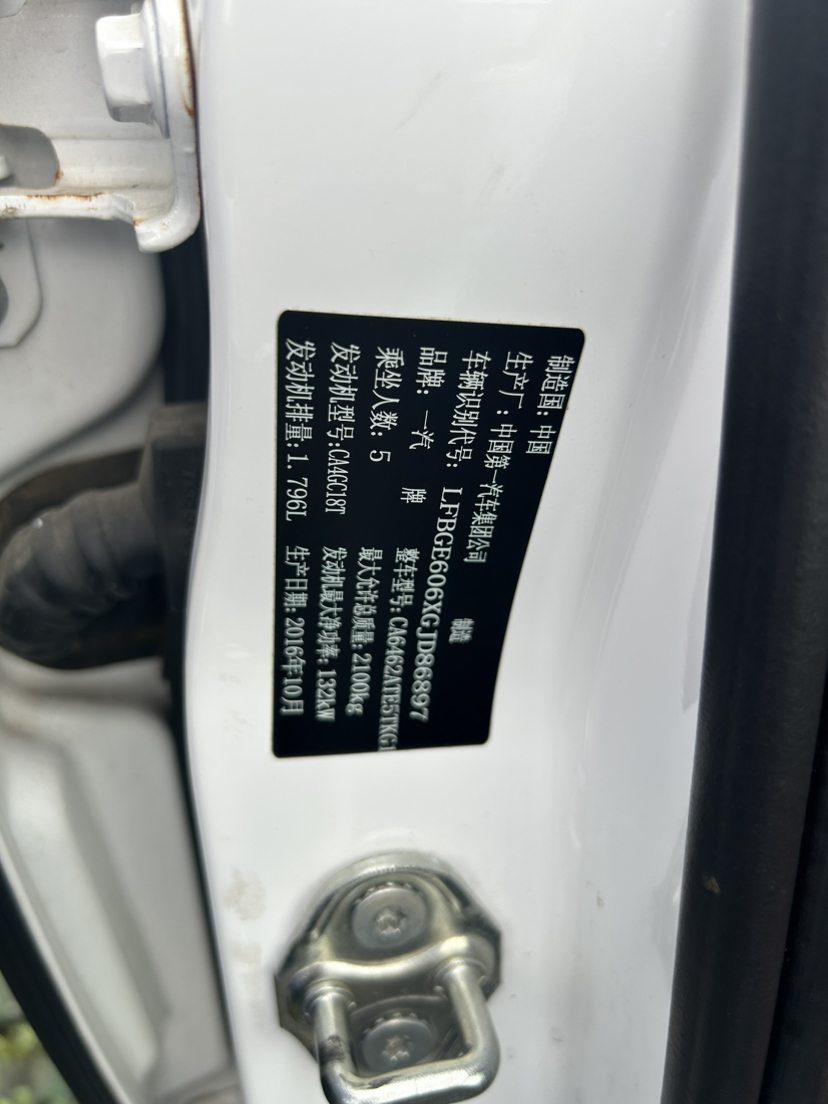 制造国：中国
生产厂：中国第一汽车集团公司 制造
车辆识别代号：LFBGE606XGJD86897
品牌：一汽 牌 整车型号：CA6462ATE5TKG1
乘坐人数：5 最大允许总质量：2100kg
发动机型号：CA4GC18T 发动机最大净功率：132kW
发动机排量：1.796L 生产日期：2016年10月